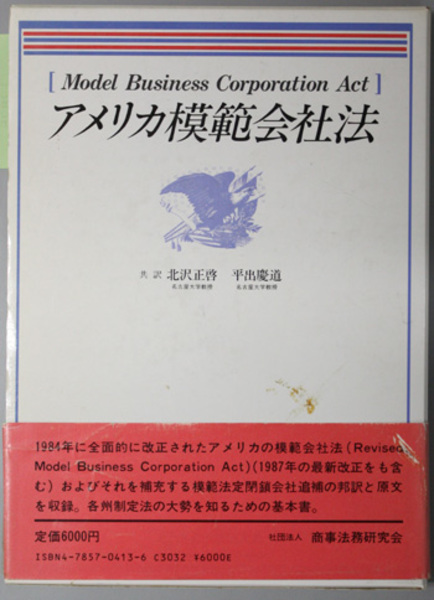 [ Model Business Corporation Act ]
アメリカ模範会社法
共訳 北沢正啓 平出慶道
名古屋大学教授 名古屋大学教授
1984年に全面的に改正されたアメリカの模範会社法(Revised
Model Business Corporation Act)(1987年の最新改正をも含
む) およびそれを補充する模範法定閉鎖会社追補の邦訳と原文
を収録。各州制定法の大勢を知るための基本書。
定価6000円 社団法人 商事法務研究会
ISBN4-7857-0413-6 C3032 ¥6000E